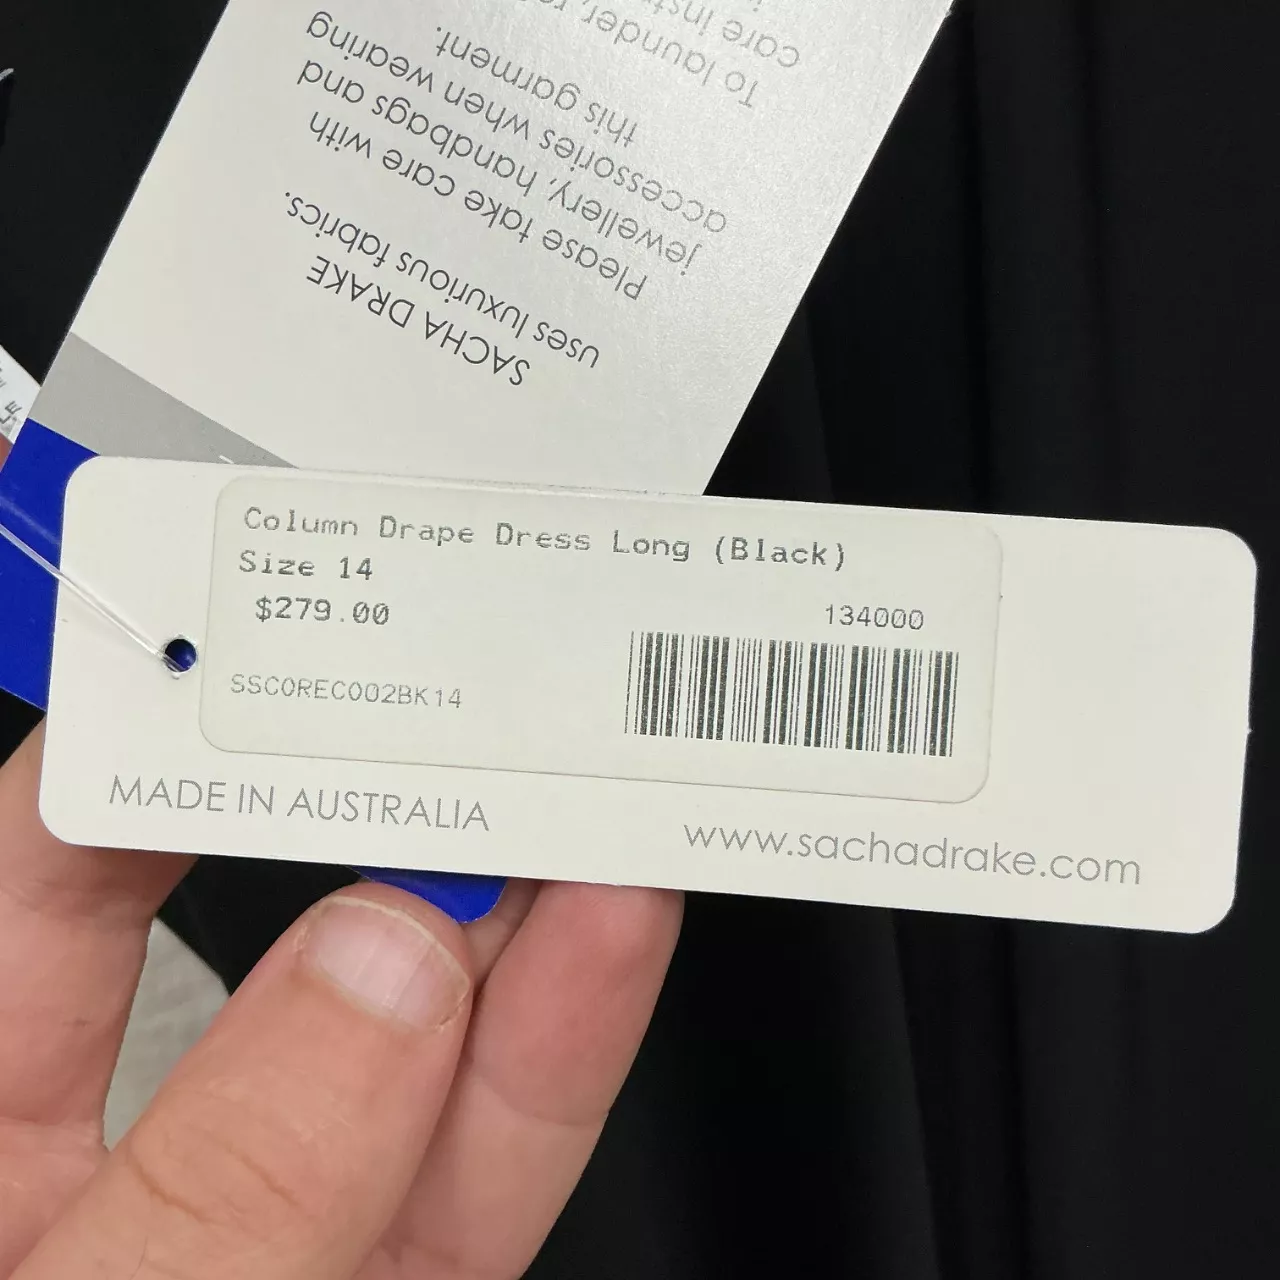 Column Drape Dress Long (Black)
Size 14
$279.00
134000
SSCOREC002BK14
MADE IN AUSTRALIA
www.sachadrake.com
SACHA DRAKE
uses luxurious fabrics.
Please take care with
jewellery, handbags and
accessories when wearing
this garment.
To launder,
care